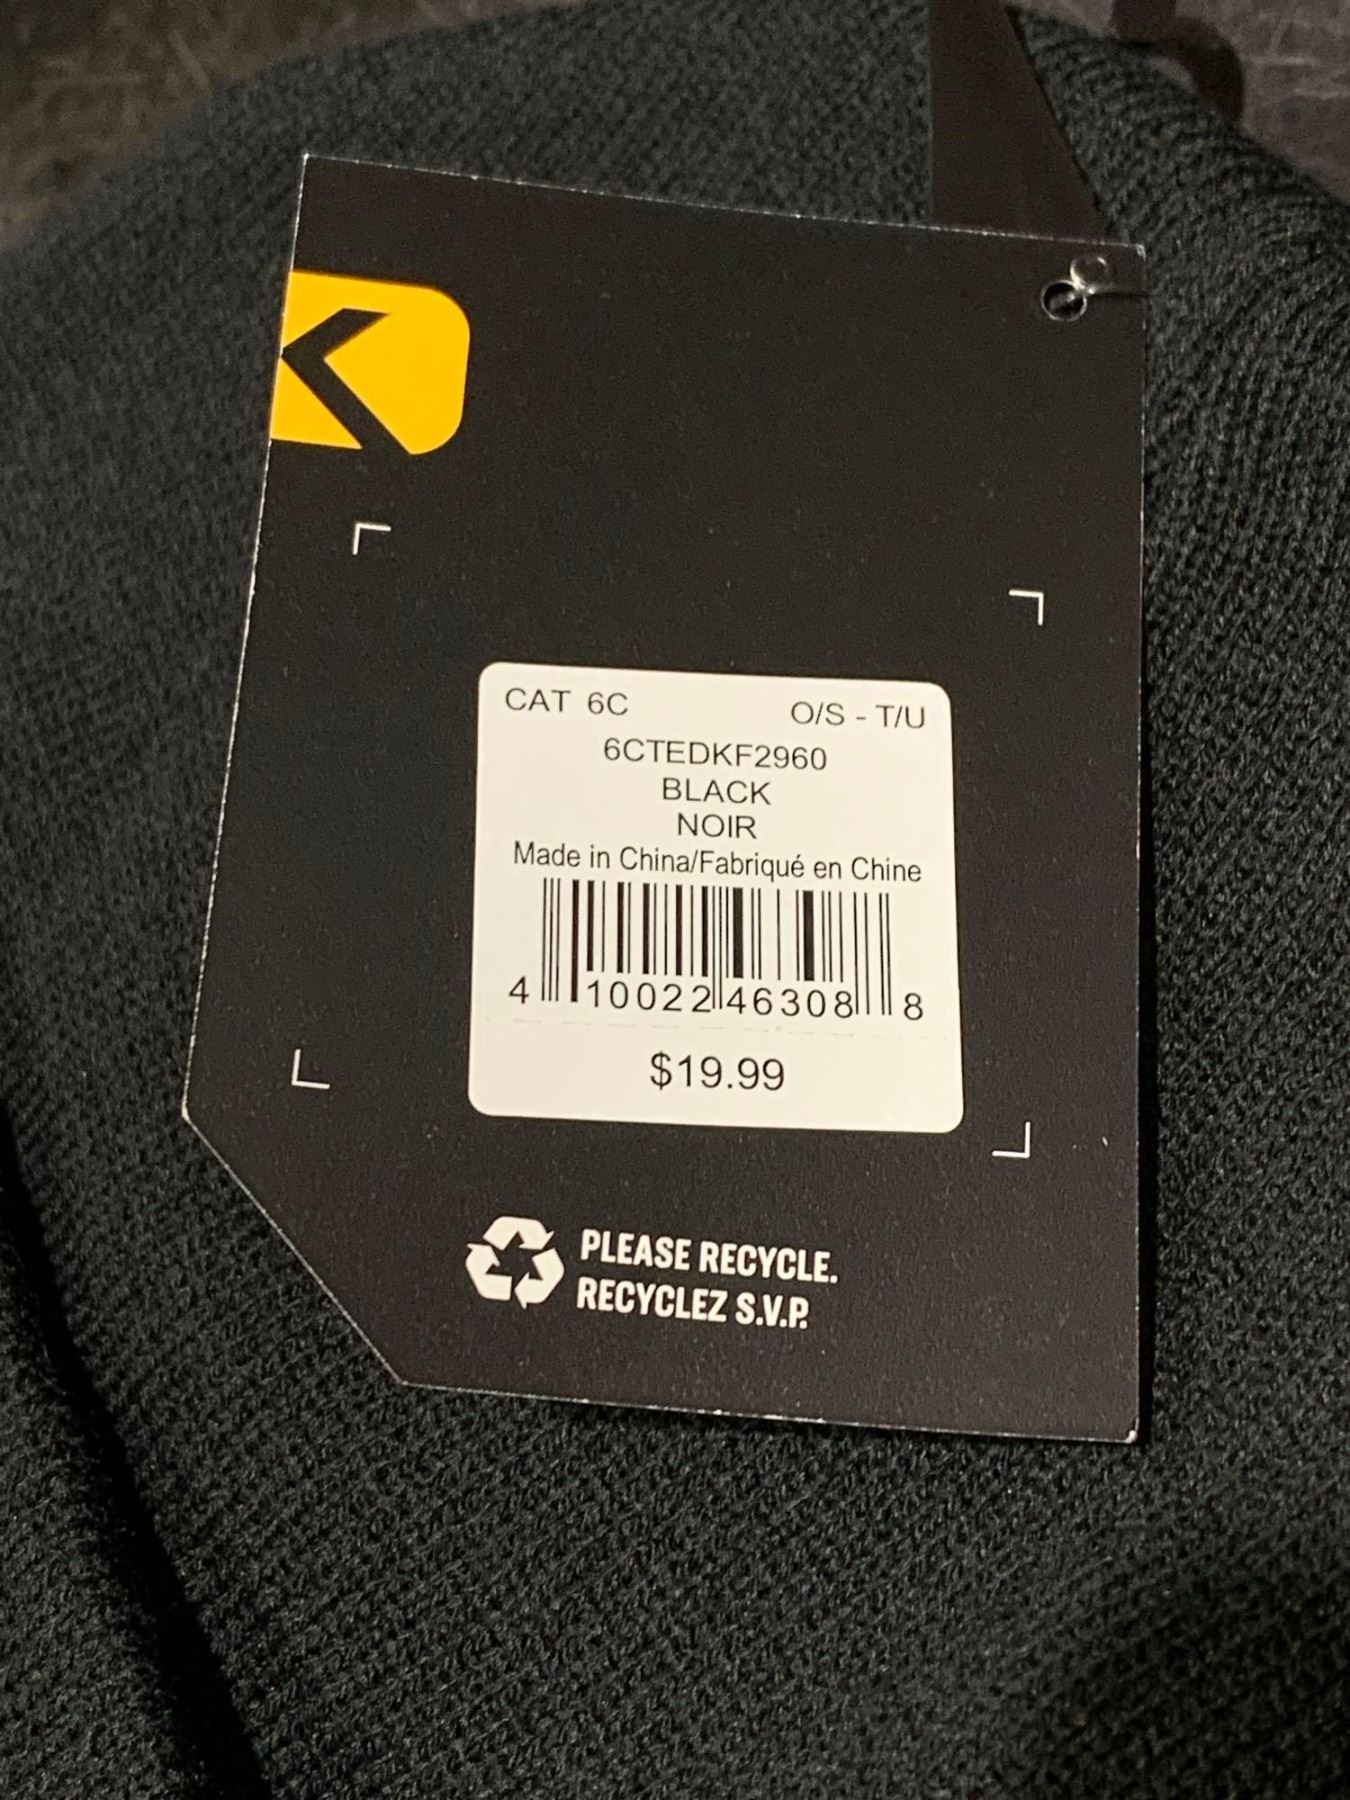 K
CAT 6C O/S - T/U
6CTEDKF2960
BLACK
NOIR
Made in China/Fabriqué en Chine
4 10022 46308 8
$19.99
PLEASE RECYCLE.
RECYCLEZ S.V.P.